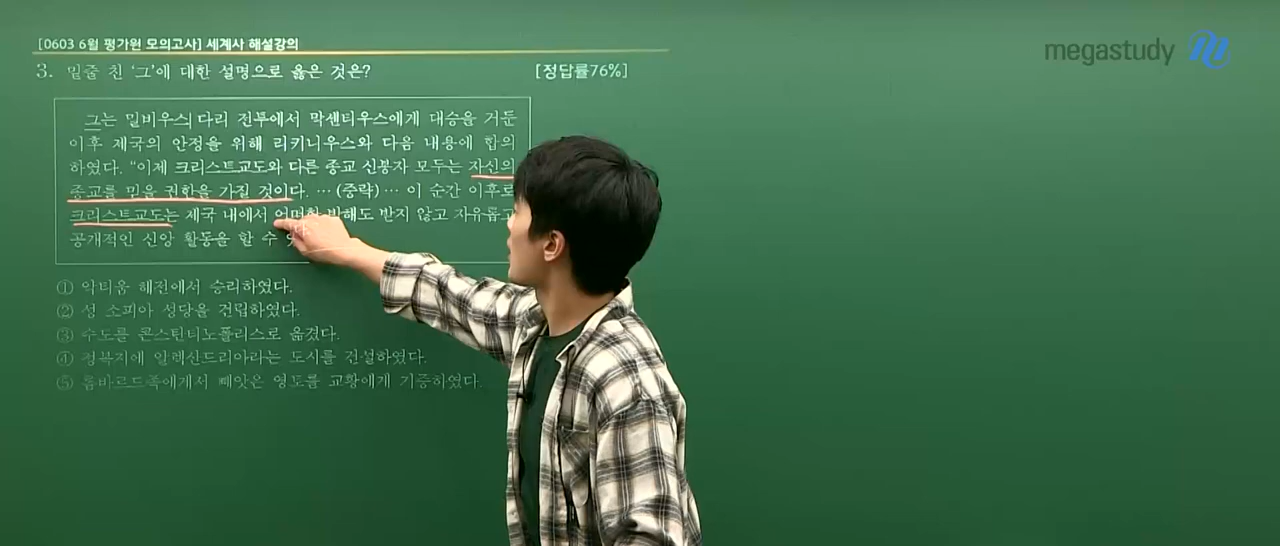 [0603 6월 평가원 모의고사] 세계사 해설강의
megastudy
3. 밑줄 친 '그'에 대한 설명으로 옳은 것은?
[정답률76%]
그는 밀비우스 다리 전투에서 막센티우스에게 대승을 거둔
이후 제국의 안정을 위해 리키니우스와 다음 내용에 합의
하였다. “이제 크리스트교도와 다른 종교 신봉자 모두는 자신의
종교를 믿을 권한을 가질 것이다. … (중략) … 이 순간 이후로
크리스트교도는 제국 내에서 어떠한 박해도 받지 않고 자유롭고
공개적인 신앙 활동을 할 수
① 악티움 해전에서 승리하였다.
② 성 소피아 성당을 건립하였다.
③ 수도를 콘스탄티노폴리스로 옮겼다.
④ 정복지에 알렉산드리아라는 도시를 건설하였다.
⑤ 롬바르드족에게서 빼앗은 영토를 교황에게 기증하였다.